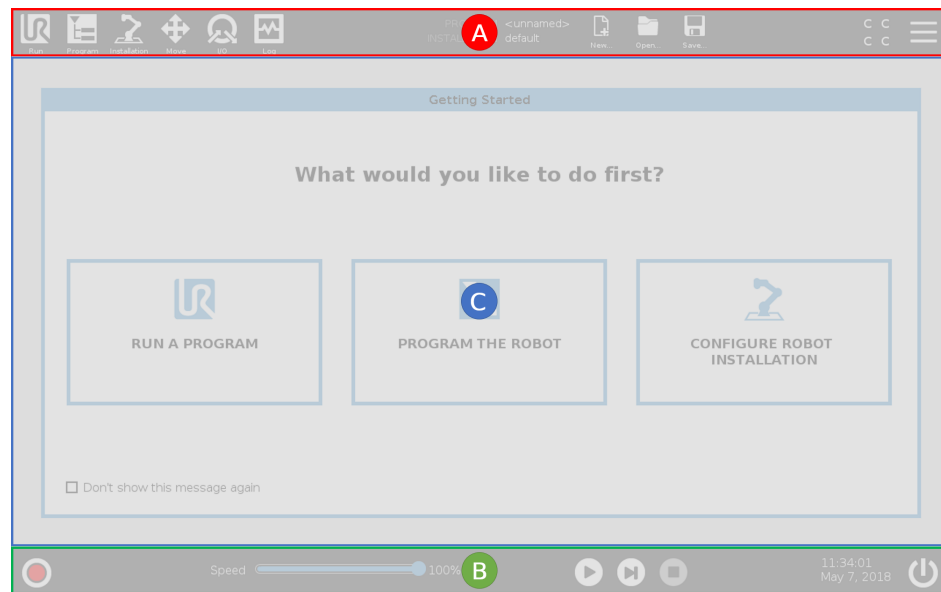 <unnamed>
default
A
C C
C C
Run
Program
Installation
Move
I/O
Log
New...
Open...
Save...
Getting Started
What would you like to do first?
C
RUN A PROGRAM
PROGRAM THE ROBOT
CONFIGURE ROBOT
INSTALLATION
Don't show this message again
Speed
100%
B
11:34:01
May 7, 2018